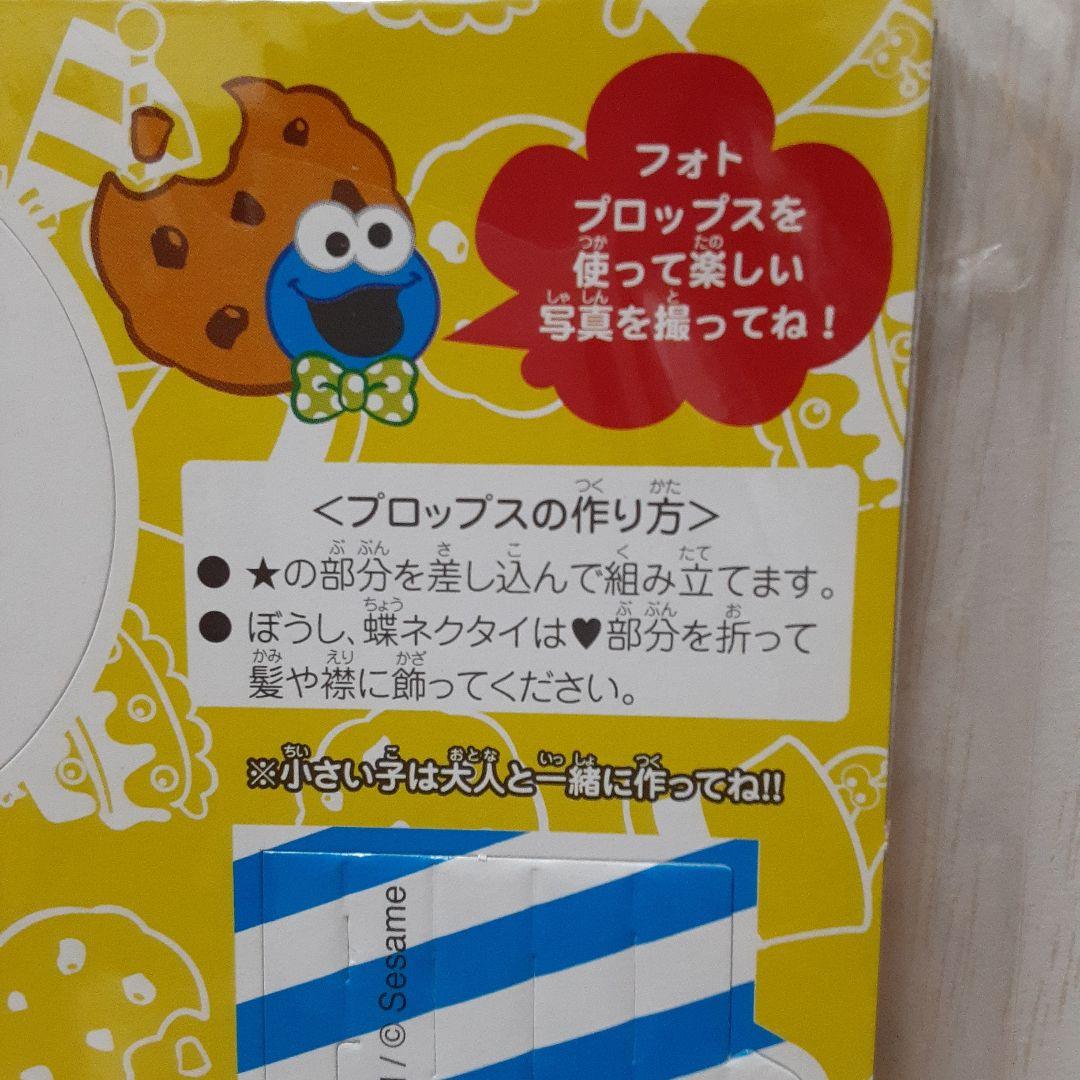 フォト
プロップスを
使って楽しい
写真を撮ってね！
<プロップスの作り方>
● ★の部分を差し込んで組み立てます。
● ぼうし、蝶ネクタイは♥部分を折って
髪や襟に飾ってください。
※小さい子は大人と一緒に作ってね!!
/ © Sesame